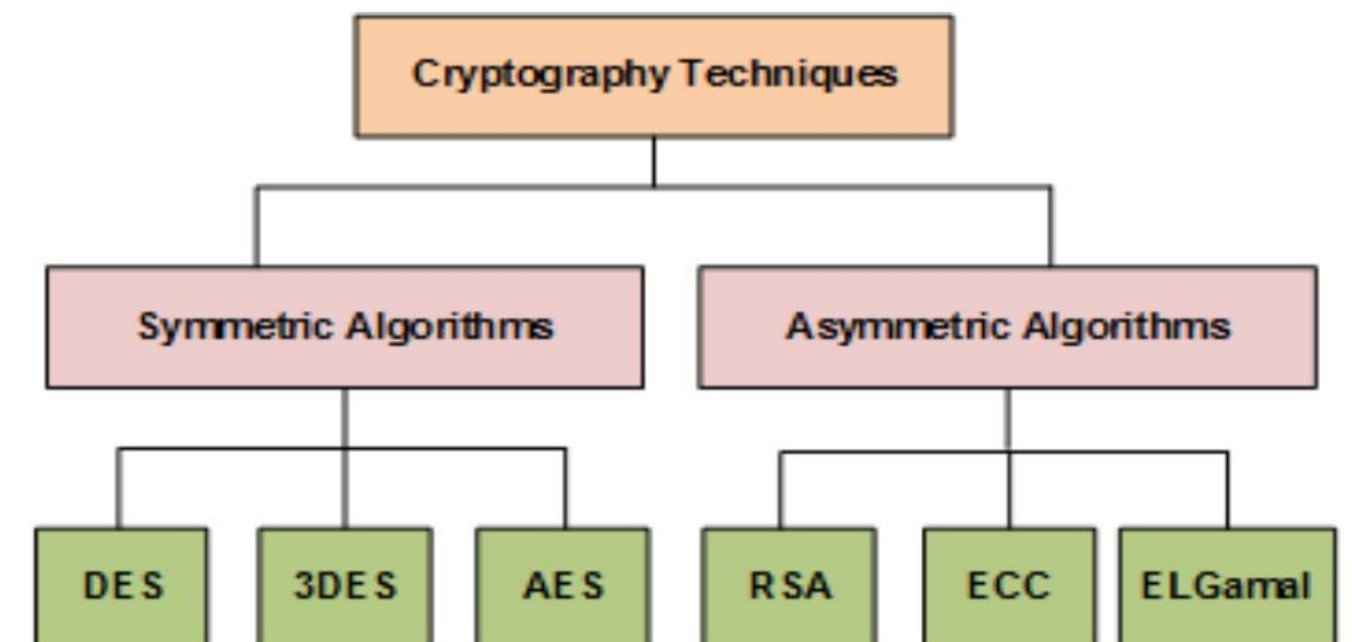 Cryptography Techniques
Symmetric Algorithms
Asymmetric Algorithms
DES
3DES
AES
RSA
ECC
ELGamal